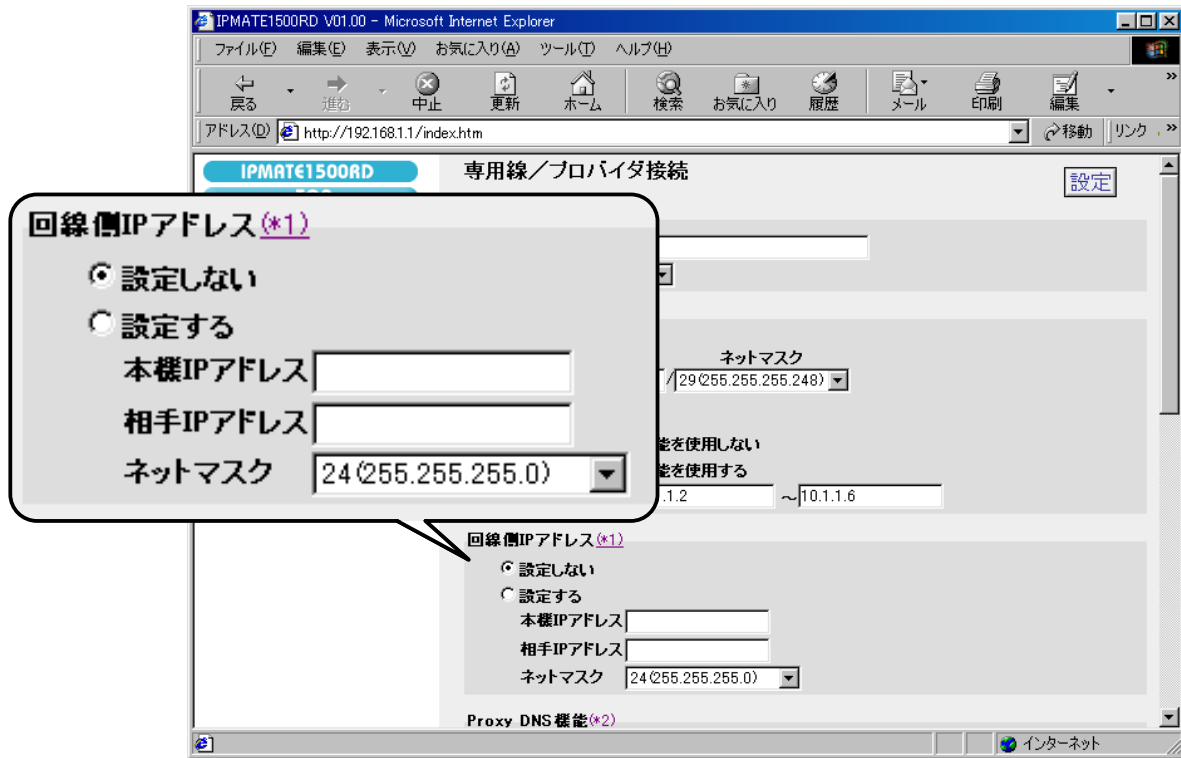 IPMATE1500RD V01.00 - Microsoft Internet Explorer
ファイル(F) 編集(E) 表示(V) お気に入り(A) ツール(T) ヘルプ(H)
戻る 進む 中止 更新 ホーム 検索 お気に入り 履歴 メール 印刷 編集 »
アドレス(D) http://192.168.1.1/index.htm 移動 リンク »
IPMATE1500RD
専用線/プロバイダ接続
設定
回線側IPアドレス(*1)
設定しない
設定する
本機IPアドレス
相手IPアドレス
ネットマスク 24(255.255.255.0)
ネットマスク
/29(255.255.255.248)
能を使用しない
能を使用する
.1.2 ~10.1.1.6
回線側IPアドレス(*1)
設定しない
設定する
本機IPアドレス
相手IPアドレス
ネットマスク 24(255.255.255.0)
Proxy DNS機能(*2)
インターネット